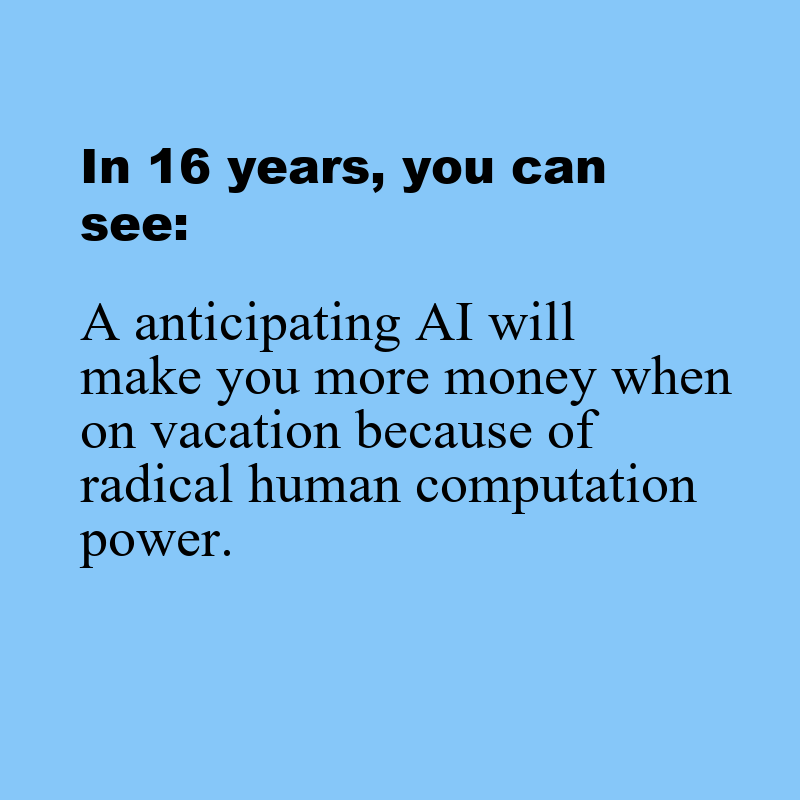 In 16 years, you can
see:
A anticipating AI will
make you more money when
on vacation because of
radical human computation
power.